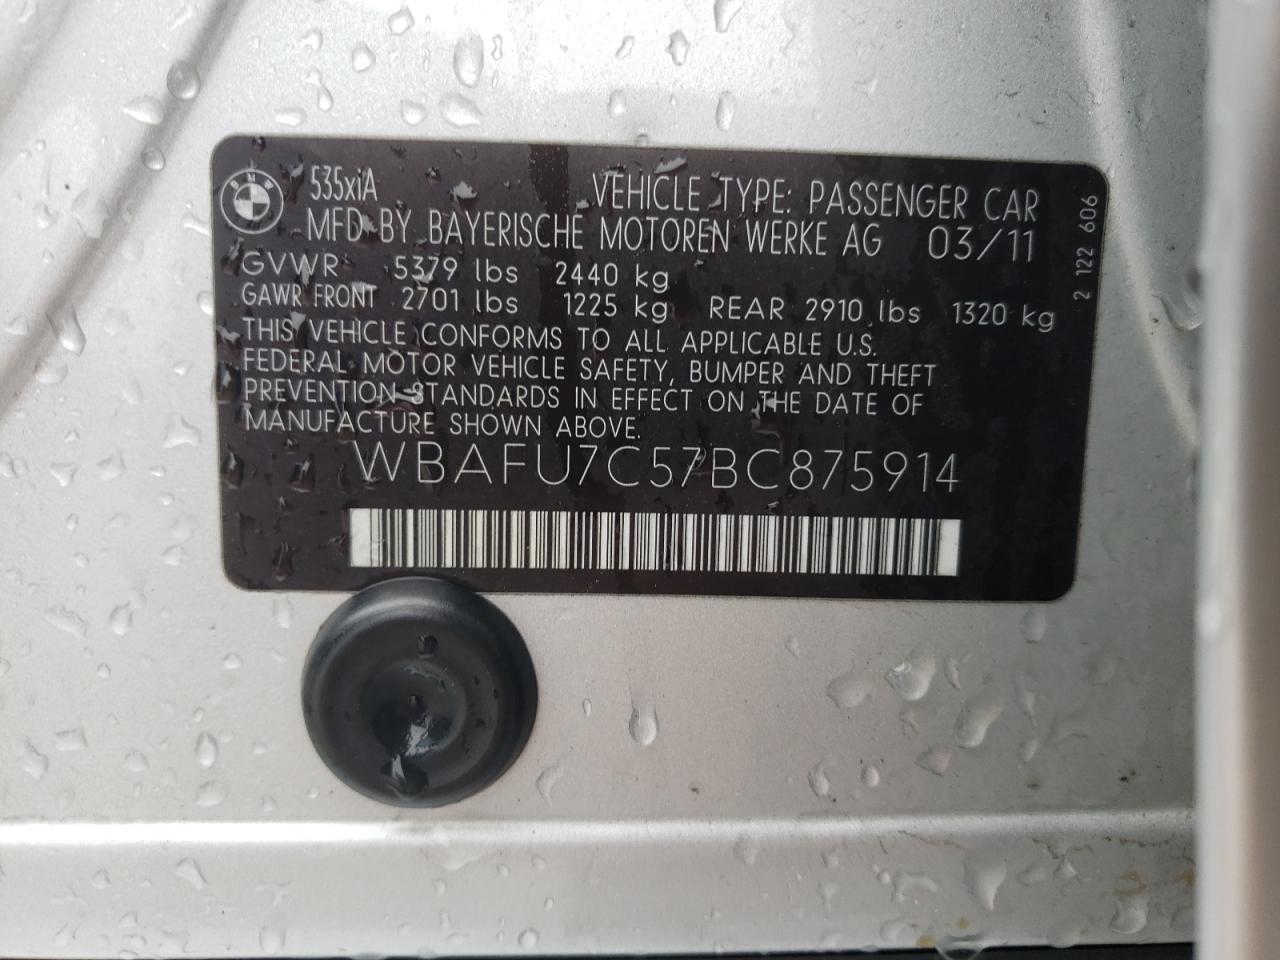 BMW
535xiA VEHICLE TYPE: PASSENGER CAR
MFD BY BAYERISCHE MOTOREN WERKE AG 03/11
GVWR 5379 lbs 2440 kg
GAWR FRONT 2701 lbs 1225 kg REAR 2910 lbs 1320 kg
THIS VEHICLE CONFORMS TO ALL APPLICABLE U.S.
FEDERAL MOTOR VEHICLE SAFETY, BUMPER AND THEFT
PREVENTION STANDARDS IN EFFECT ON THE DATE OF
MANUFACTURE SHOWN ABOVE.
WBAFU7C57BC875914
2 122 606